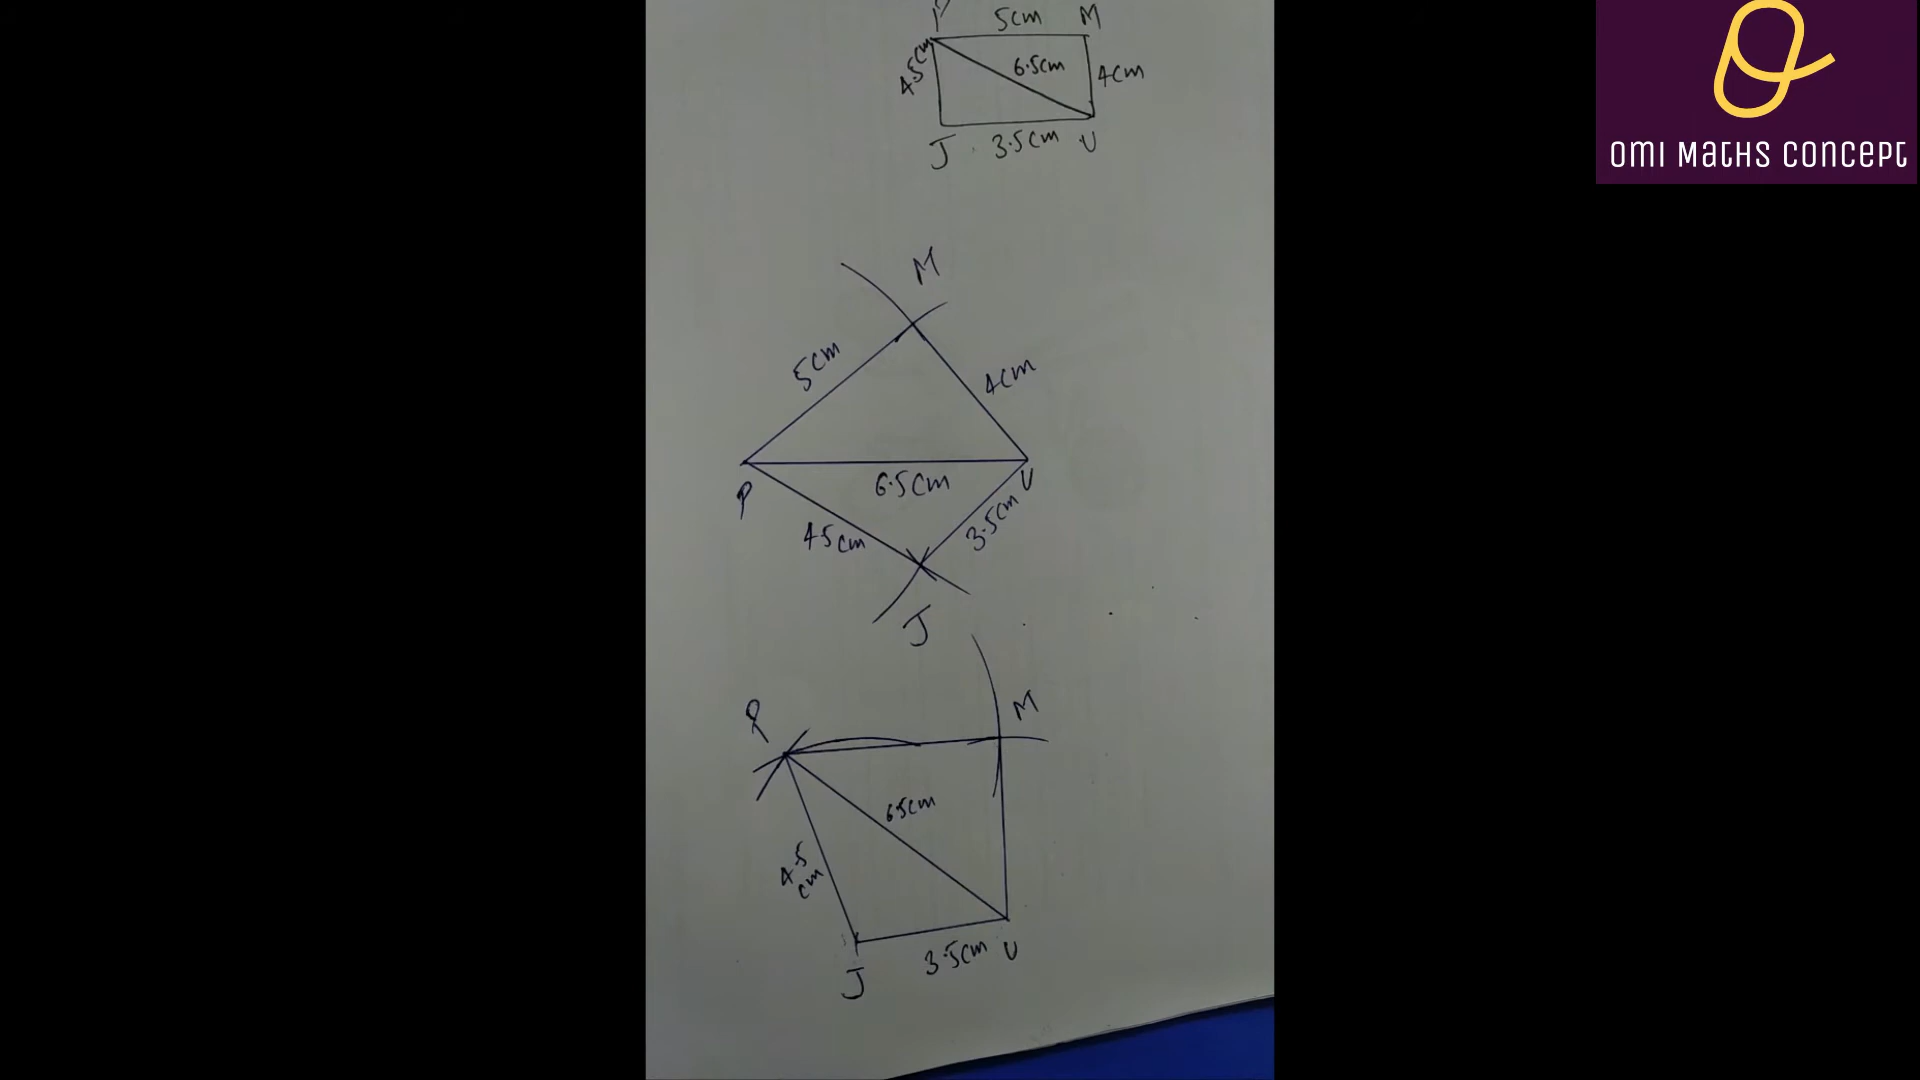 P 5cm M
4.5cm 6.5cm 4cm
J 3.5cm U
M
5cm 4cm
P 6.5cm U
4.5cm 3.5cm
J
P M
6.5cm
4.5
cm
3.5cm U
J
OMI MATHS CONCEPT